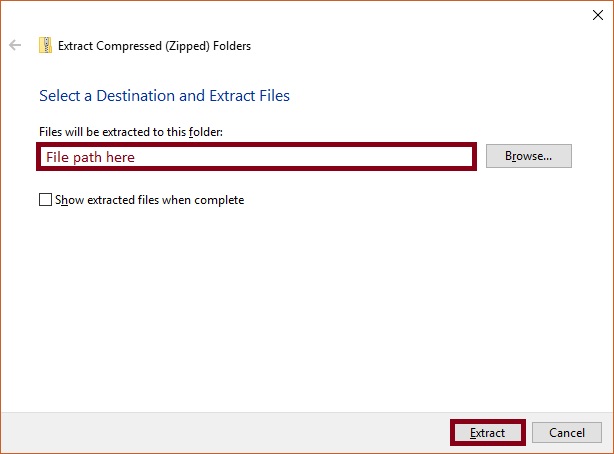 Extract Compressed (Zipped) Folders
Select a Destination and Extract Files
Files will be extracted to this folder:
File path here
Browse...
Show extracted files when complete
Extract
Cancel